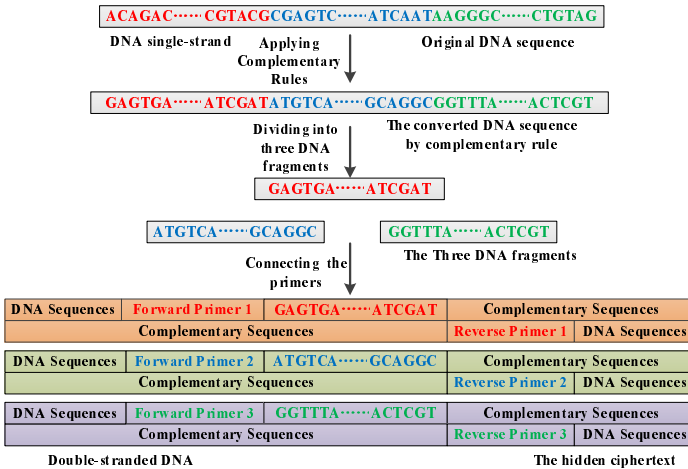 ACAGAC······CGTACGCGAGTC······ATCAATAAGGGC······CTGTAG
DNA single-strand
Applying Complementary Rules
Original DNA sequence
GAGTGA······ATCGATATGTCA······GCAGGCGGTTTA······ACTCGT
Dividing into three DNA fragments
The converted DNA sequence by complementary rule
GAGTGA······ATCGAT
ATGTCA······GCAGGC
GGTTTA······ACTCGT
Connecting the primers
The Three DNA fragments
DNA Sequences Forward Primer 1 GAGTGA······ATCGAT Complementary Sequences
Complementary Sequences Reverse Primer 1 DNA Sequences
DNA Sequences Forward Primer 2 ATGTCA······GCAGGC Complementary Sequences
Complementary Sequences Reverse Primer 2 DNA Sequences
DNA Sequences Forward Primer 3 GGTTTA······ACTCGT Complementary Sequences
Complementary Sequences Reverse Primer 3 DNA Sequences
Double-stranded DNA
The hidden ciphertext